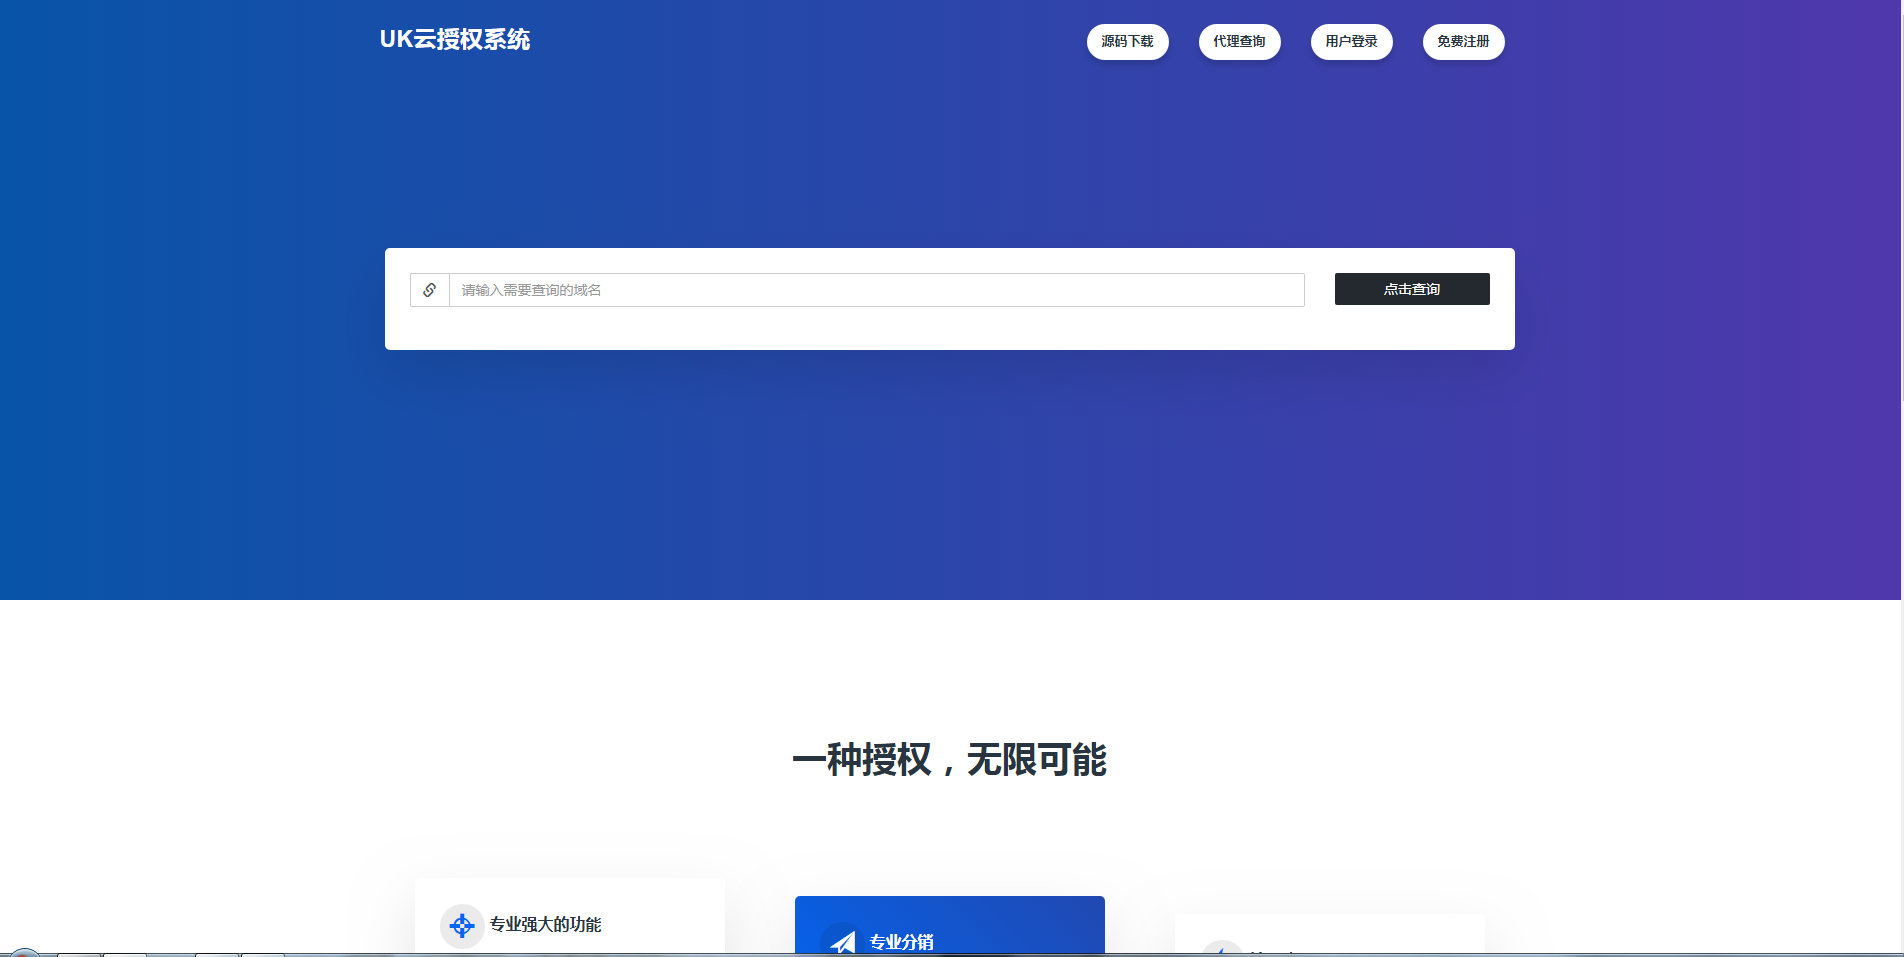 UK云授权系统
源码下载
代理查询
用户登录
免费注册
请输入需要查询的域名
点击查询
一种授权，无限可能
专业强大的功能
专业分销